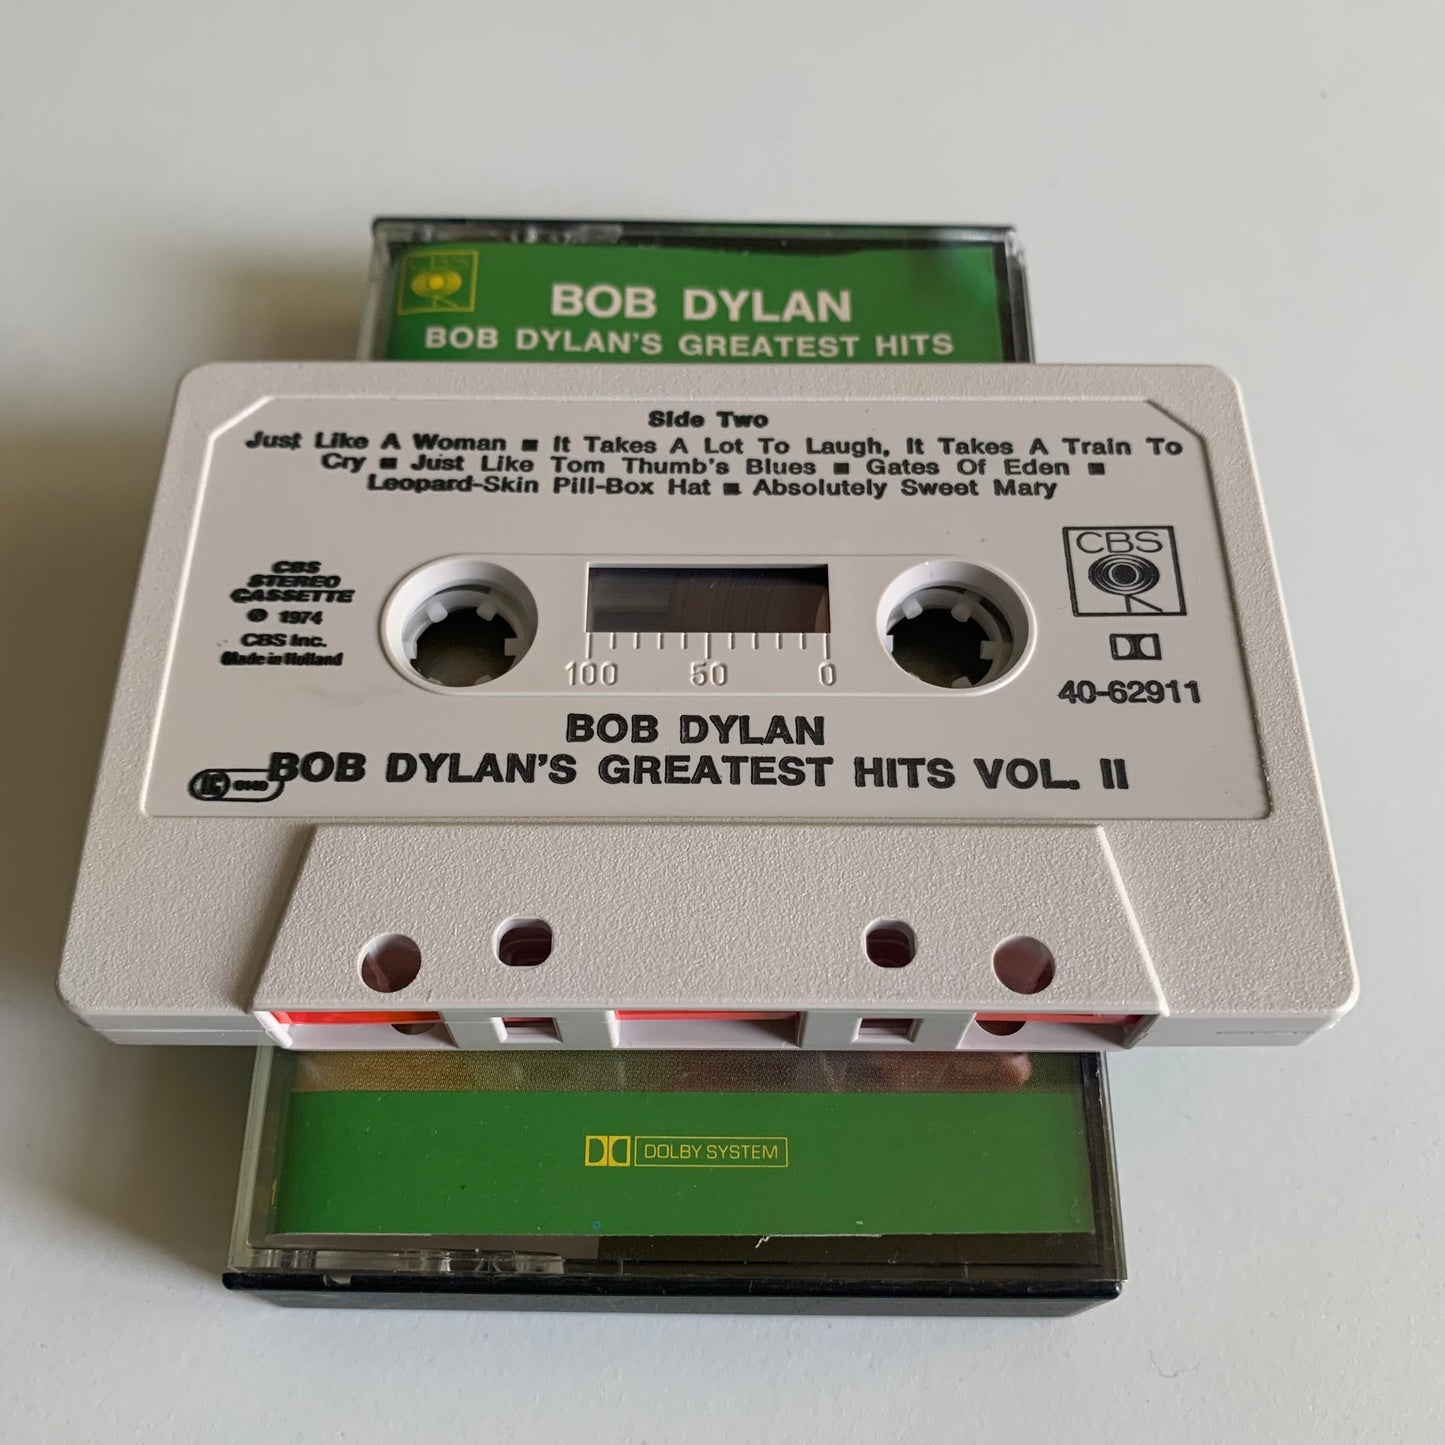 CBS
BOB DYLAN
BOB DYLAN'S GREATEST HITS
Side Two
Just Like A Woman ■ It Takes A Lot To Laugh, It Takes A Train To
Cry ■ Just Like Tom Thumb's Blues ■ Gates Of Eden ■
Leopard-Skin Pill-Box Hat ■ Absolutely Sweet Mary
CBS
STEREO
CASSETTE
℗ 1974
CBS Inc.
Made in Holland
100 50 0
CBS
40-62911
BOB DYLAN
BOB DYLAN'S GREATEST HITS VOL. II
DOLBY SYSTEM
1